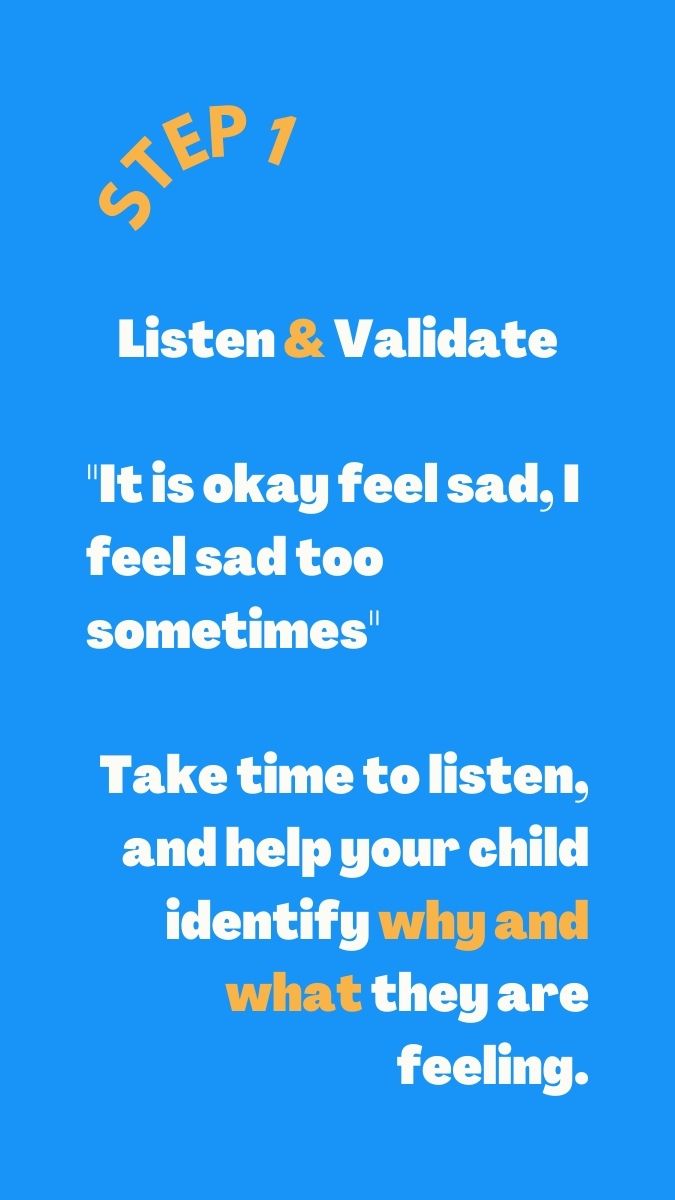 STEP 1
Listen & Validate
"It is okay feel sad, I
feel sad too
sometimes"
Take time to listen,
and help your child
identify why and
what they are
feeling.